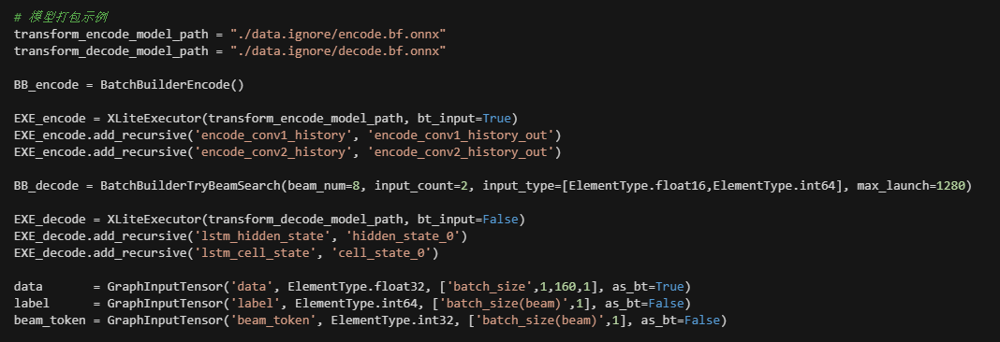 # 模型打包示例
transform_encode_model_path = "./data.ignore/encode.bf.onnx"
transform_decode_model_path = "./data.ignore/decode.bf.onnx"
BB_encode = BatchBuilderEncode()
EXE_encode = XLiteExecutor(transform_encode_model_path, bt_input=True)
EXE_encode.add_recursive('encode_conv1_history', 'encode_conv1_history_out')
EXE_encode.add_recursive('encode_conv2_history', 'encode_conv2_history_out')
BB_decode = BatchBuilderTryBeamSearch(beam_num=8, input_count=2, input_type=[ElementType.float16,ElementType.int64], max_launch=1280)
EXE_decode = XLiteExecutor(transform_decode_model_path, bt_input=False)
EXE_decode.add_recursive('lstm_hidden_state', 'hidden_state_0')
EXE_decode.add_recursive('lstm_cell_state', 'cell_state_0')
data       = GraphInputTensor('data', ElementType.float32, ['batch_size',1,160,1], as_bt=True)
label      = GraphInputTensor('label', ElementType.int64, ['batch_size(beam)',1], as_bt=False)
beam_token = GraphInputTensor('beam_token', ElementType.int32, ['batch_size(beam)',1], as_bt=False)